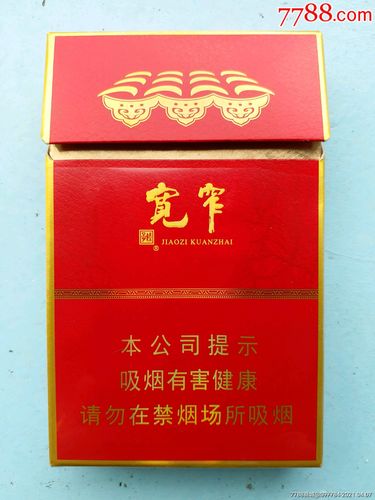 7788.com
宽窄
JIAOZI KUANZHAI
本公司提示
吸烟有害健康
请勿在禁烟场所吸烟